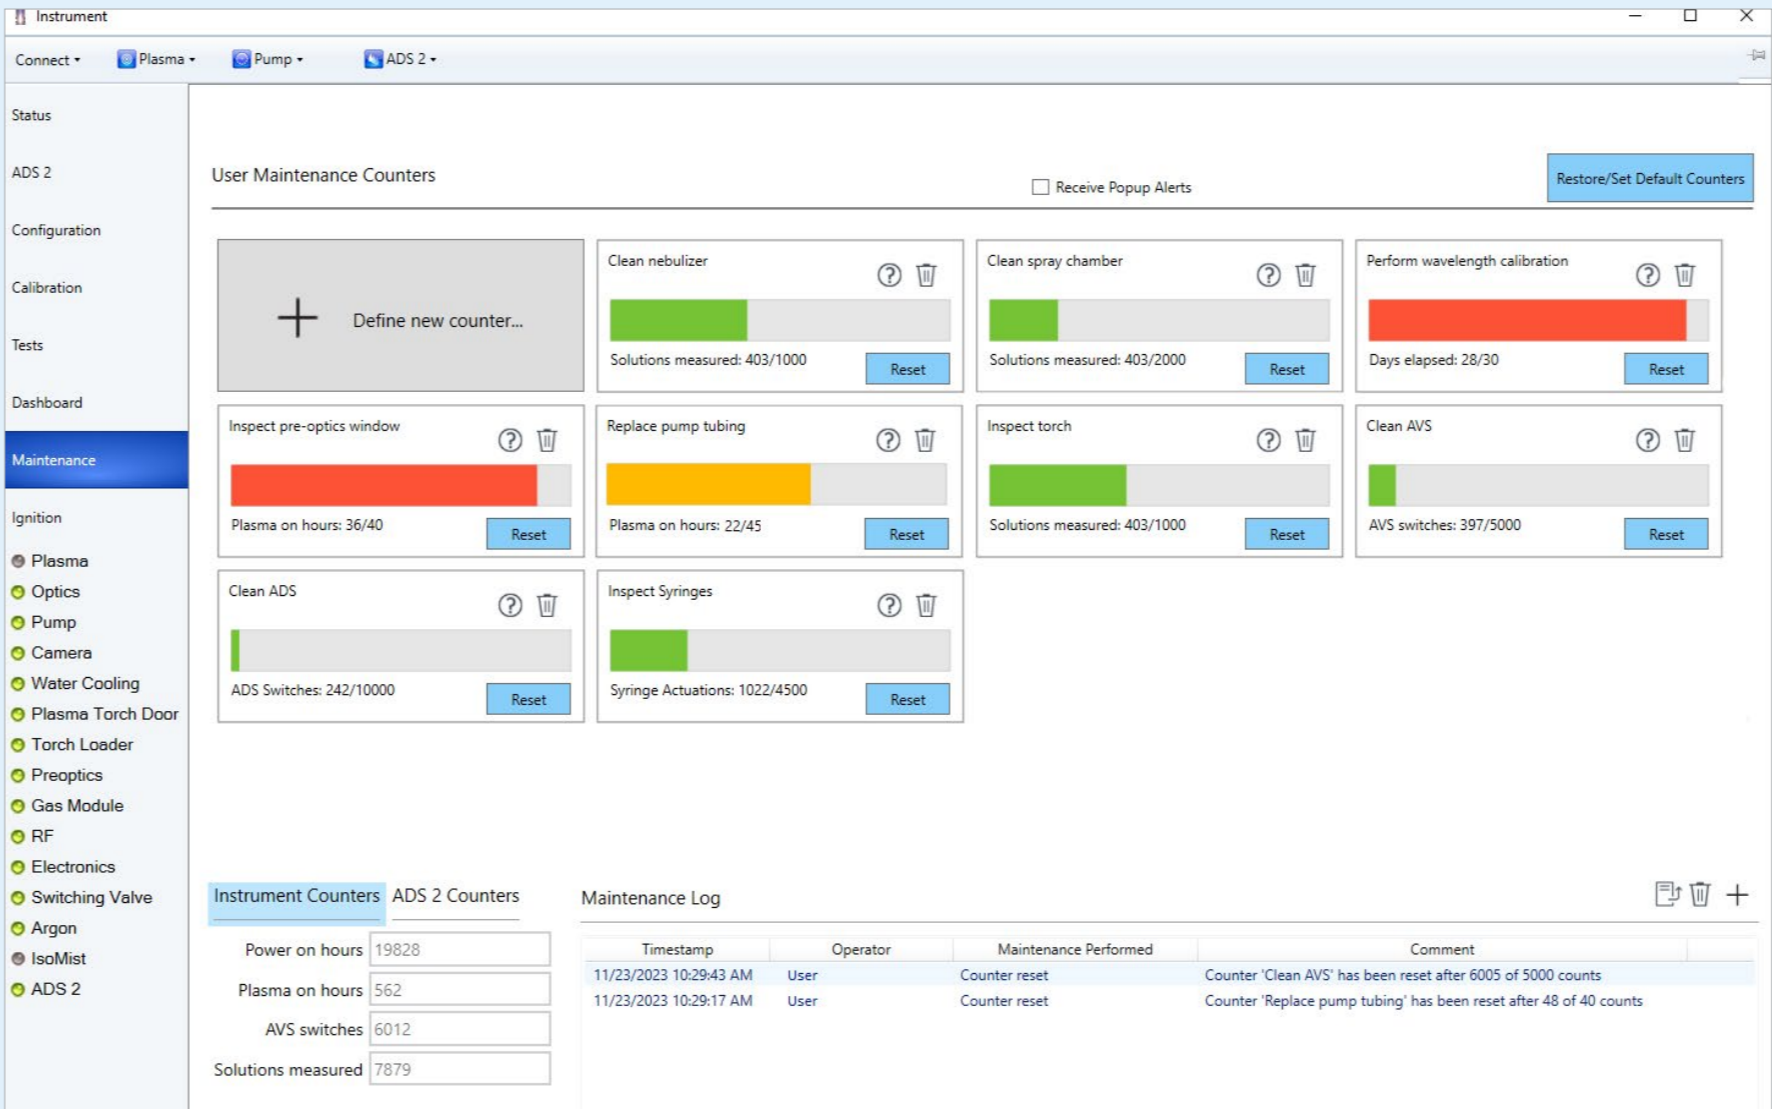 Instrument
Connect
Plasma
Pump
ADS 2
Status
ADS 2
Configuration
Calibration
Tests
Dashboard
Maintenance
Ignition
Plasma
Optics
Pump
Camera
Water Cooling
Plasma Torch Door
Torch Loader
Preoptics
Gas Module
RF
Electronics
Switching Valve
Argon
IsoMist
ADS 2
User Maintenance Counters
Receive Popup Alerts
Restore/Set Default Counters
Define new counter...
Clean nebulizer
Solutions measured: 403/1000
Reset
Clean spray chamber
Solutions measured: 403/2000
Reset
Perform wavelength calibration
Days elapsed: 28/30
Reset
Inspect pre-optics window
Plasma on hours: 36/40
Reset
Replace pump tubing
Plasma on hours: 22/45
Reset
Inspect torch
Solutions measured: 403/1000
Reset
Clean AVS
AVS switches: 397/5000
Reset
Clean ADS
ADS Switches: 242/10000
Reset
Inspect Syringes
Syringe Actuations: 1022/4500
Reset
Instrument Counters ADS 2 Counters
Power on hours 19828
Plasma on hours 562
AVS switches 6012
Solutions measured 7879
Maintenance Log
Timestamp Operator Maintenance Performed Comment
11/23/2023 10:29:43 AM User Counter reset Counter 'Clean AVS' has been reset after 6005 of 5000 counts
11/23/2023 10:29:17 AM User Counter reset Counter 'Replace pump tubing' has been reset after 48 of 40 counts